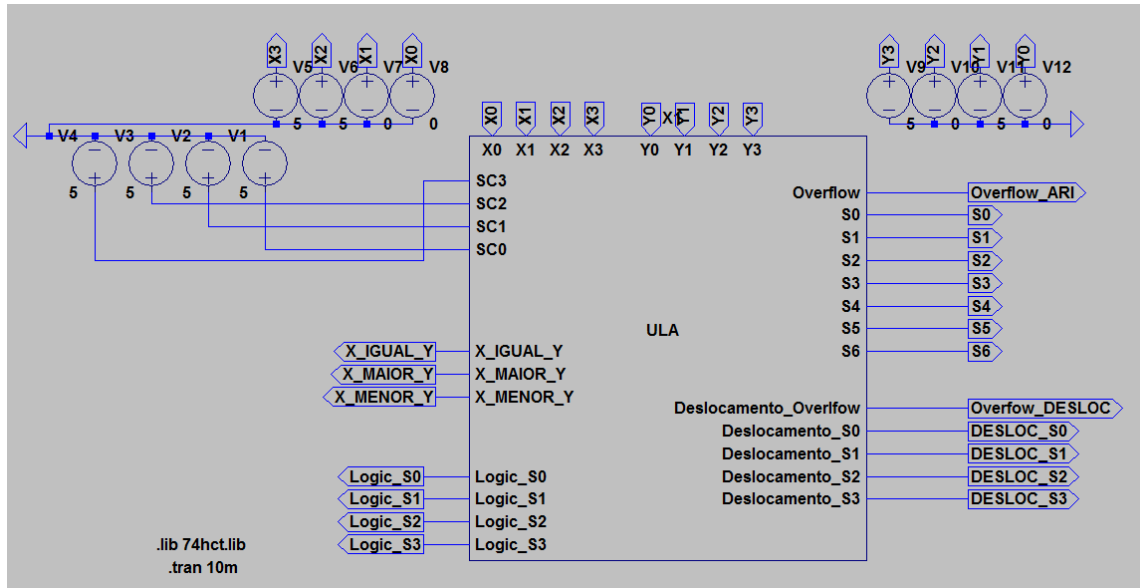 X3 X2 X1 X0
V5 V6 V7 V8
5 5 0 0
Y3 Y2 Y1 Y0
V9 V10 V11 V12
5 0 5 0
V4 V3 V2 V1
5 5 5 5
X0 X1 X2 X3 Y0 Y1 Y2 Y3
X1
X0 X1 X2 X3 Y0 Y1 Y2 Y3
SC3
SC2
SC1
SC0
Overflow Overflow_ARI
S0 S0
S1 S1
S2 S2
S3 S3
S4 S4
S5 S5
S6 S6
ULA
X_IGUAL_Y X_IGUAL_Y
X_MAIOR_Y X_MAIOR_Y
X_MENOR_Y X_MENOR_Y
Deslocamento_Overlfow Overfow_DESLOC
Deslocamento_S0 DESLOC_S0
Deslocamento_S1 DESLOC_S1
Deslocamento_S2 DESLOC_S2
Deslocamento_S3 DESLOC_S3
Logic_S0 Logic_S0
Logic_S1 Logic_S1
Logic_S2 Logic_S2
Logic_S3 Logic_S3
.lib 74hct.lib
.tran 10m